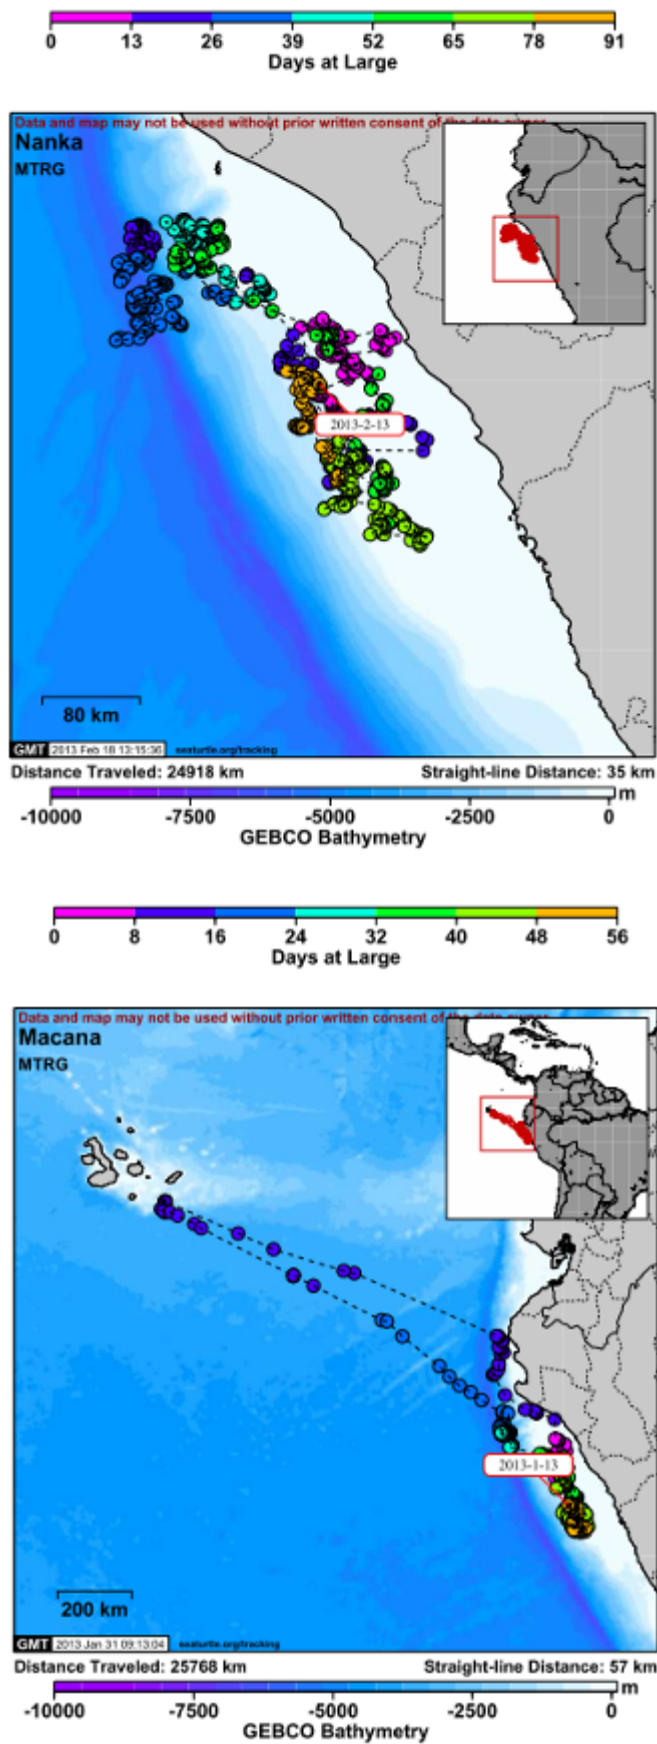 0 13 26 39 52 65 78 91
Days at Large
Data and map may not be used without prior written consent of the data owner
Nanka
MTRG
2013-2-13
80 km
GMT 2013 Feb 18 13:15:36 seaturtle.org/tracking
Distance Traveled: 24918 km Straight-line Distance: 35 km
m
-10000 -7500 -5000 -2500 0
GEBCO Bathymetry
0 8 16 24 32 40 48 56
Days at Large
Data and map may not be used without prior written consent of the data owner
Macana
MTRG
2013-1-13
200 km
GMT 2013 Jan 31 09:13:04 seaturtle.org/tracking
Distance Traveled: 25768 km Straight-line Distance: 57 km
m
-10000 -7500 -5000 -2500 0
GEBCO Bathymetry